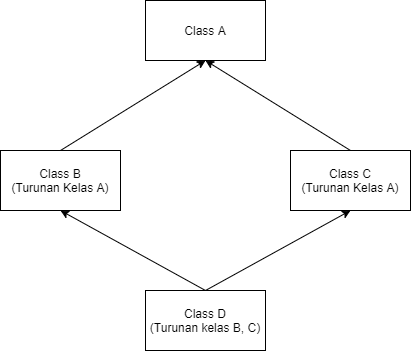 Class A
Class B
(Turunan Kelas A)
Class C
(Turunan Kelas A)
Class D
(Turunan kelas B, C)